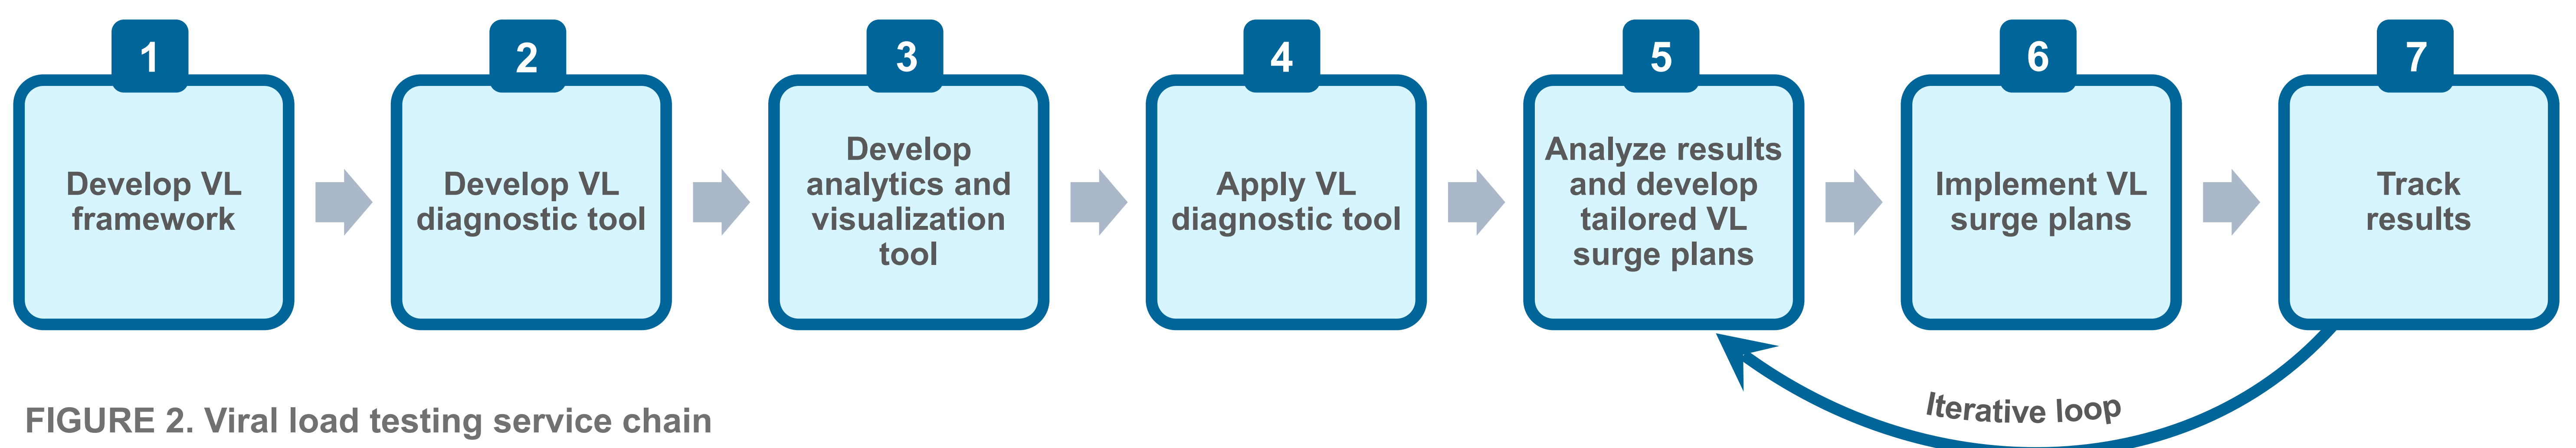 1
Develop VL
framework
2
Develop VL
diagnostic tool
3
Develop
analytics and
visualization
tool
4
Apply VL
diagnostic tool
5
Analyze results
and develop
tailored VL
surge plans
6
Implement VL
surge plans
7
Track
results
Iterative loop
FIGURE 2. Viral load testing service chain